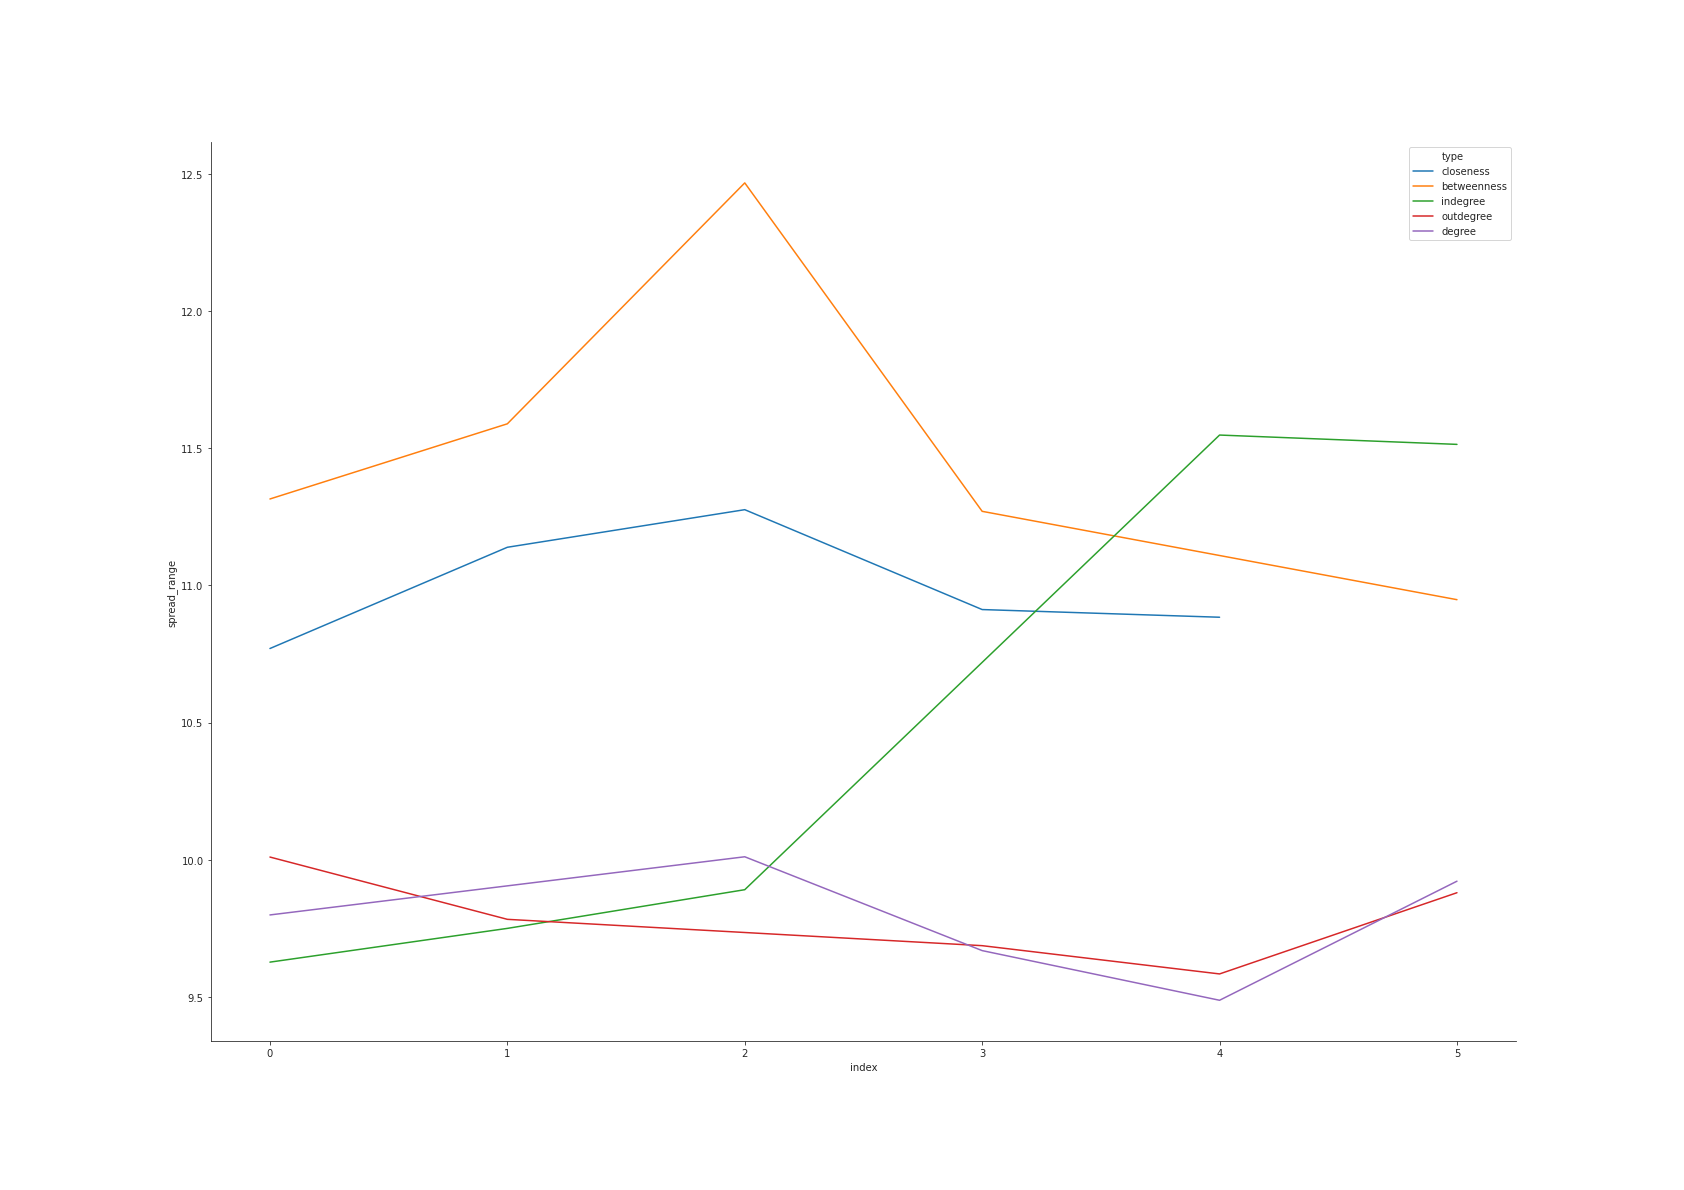 type
closeness
betweenness
indegree
outdegree
degree
12.5
12.0
11.5
11.0
10.5
10.0
9.5
spread_range
0 1 2 3 4 5
index